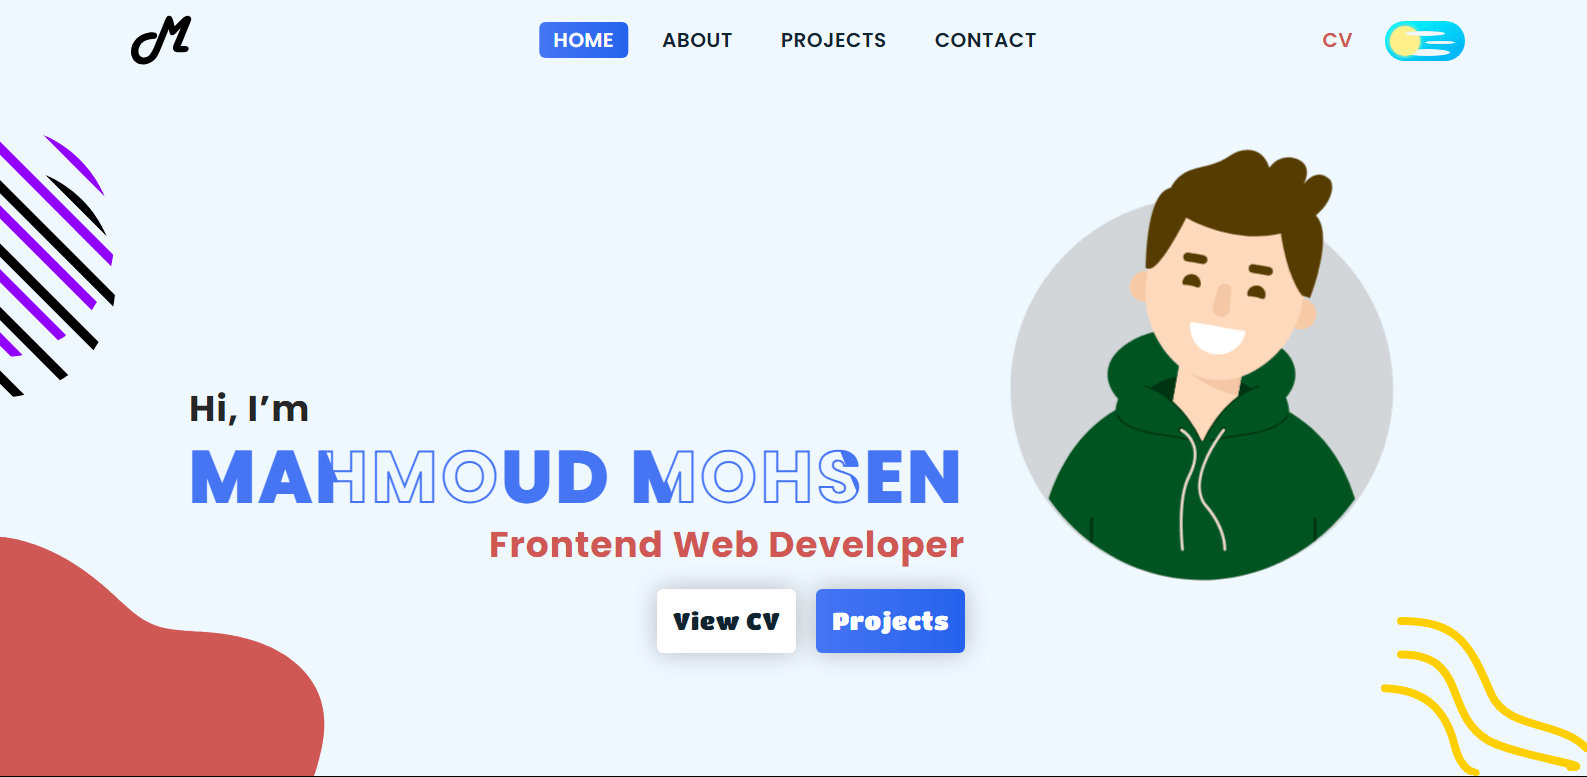 M
HOME ABOUT PROJECTS CONTACT CV
Hi, I’m
MAHMOUD MOHSEN
Frontend Web Developer
View CV Projects